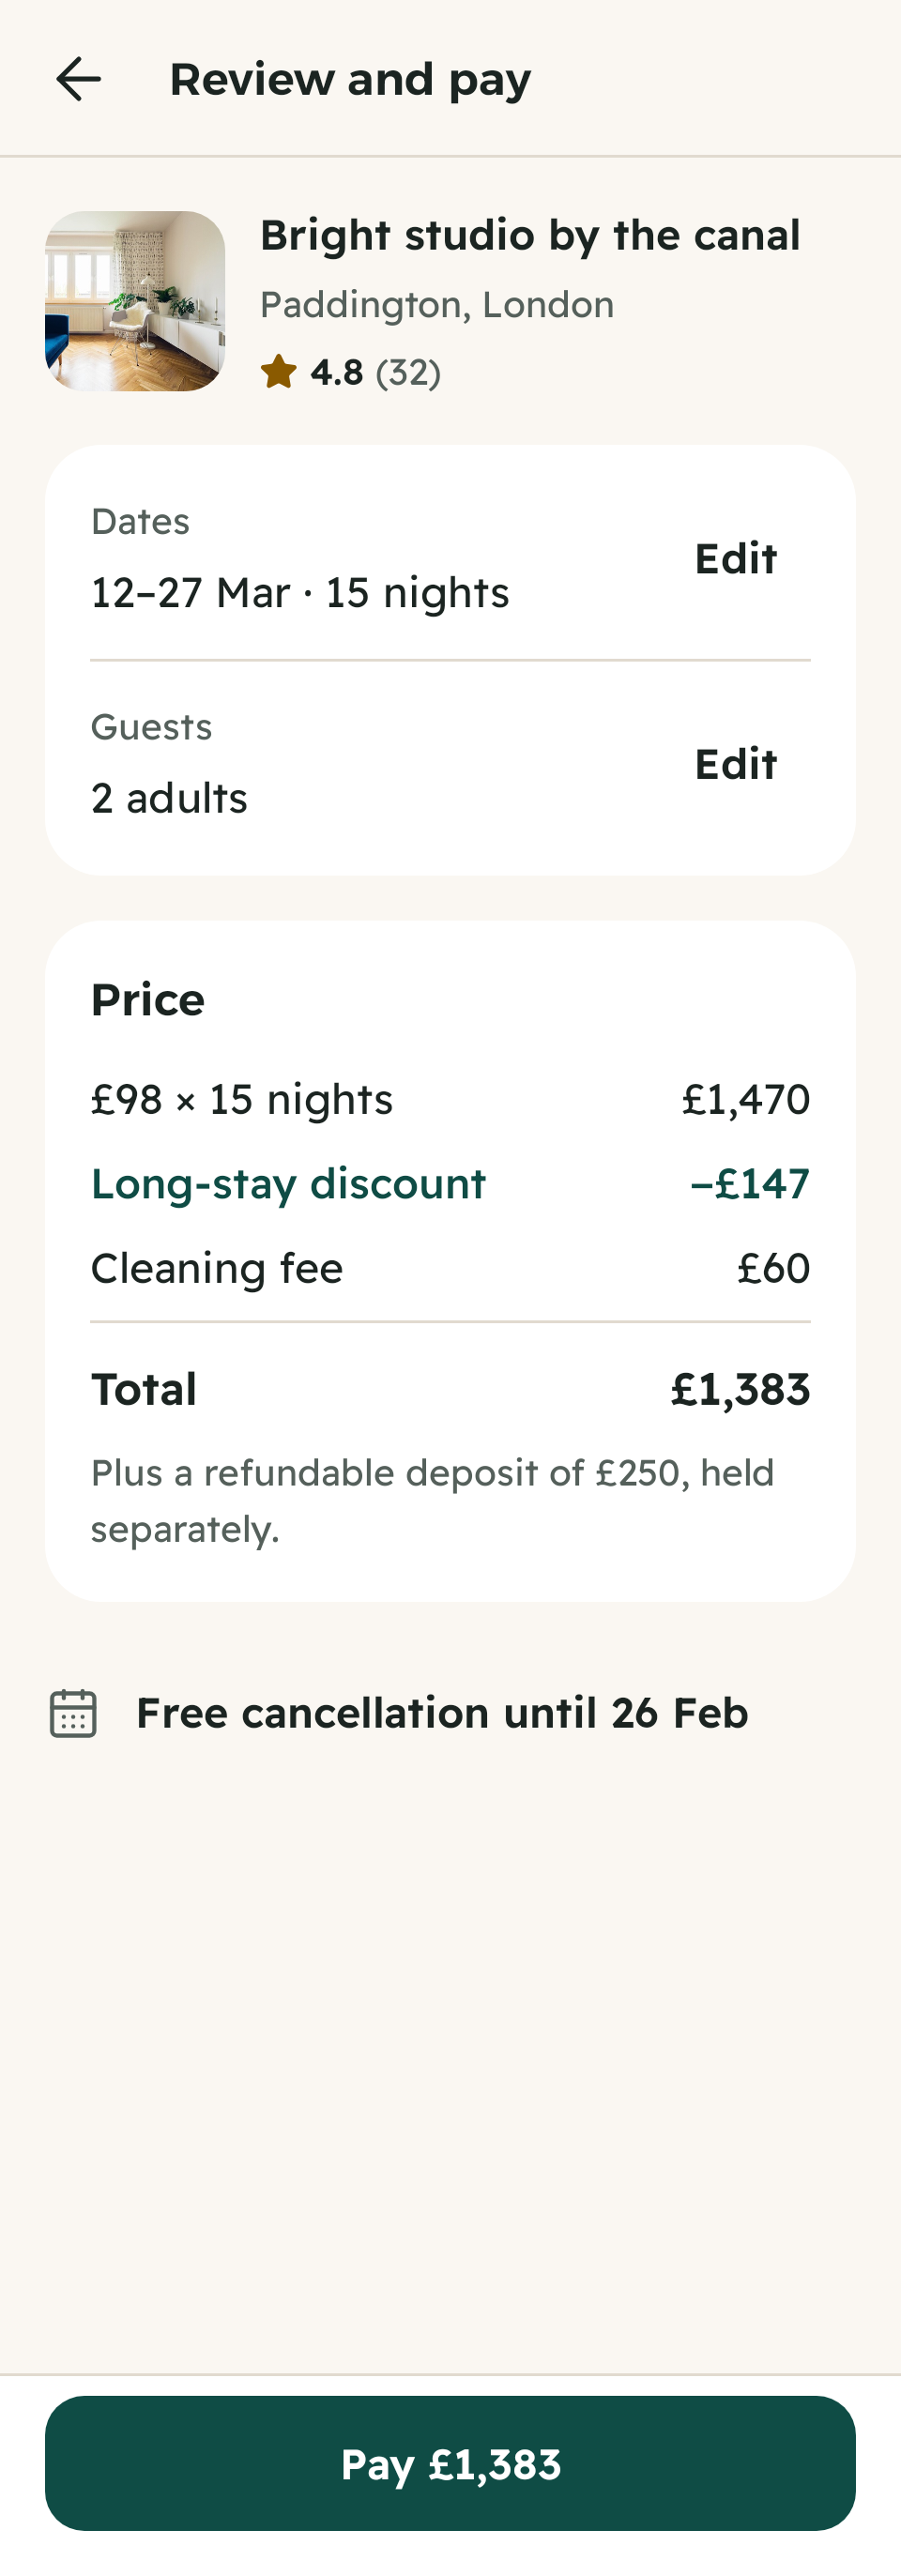 Review and pay
Bright studio by the canal
Paddington, London
4.8 (32)
Dates
12–27 Mar · 15 nights
Edit
Guests
2 adults
Edit
Price
£98 × 15 nights £1,470
Long-stay discount −£147
Cleaning fee £60
Total £1,383
Plus a refundable deposit of £250, held
separately.
Free cancellation until 26 Feb
Pay £1,383